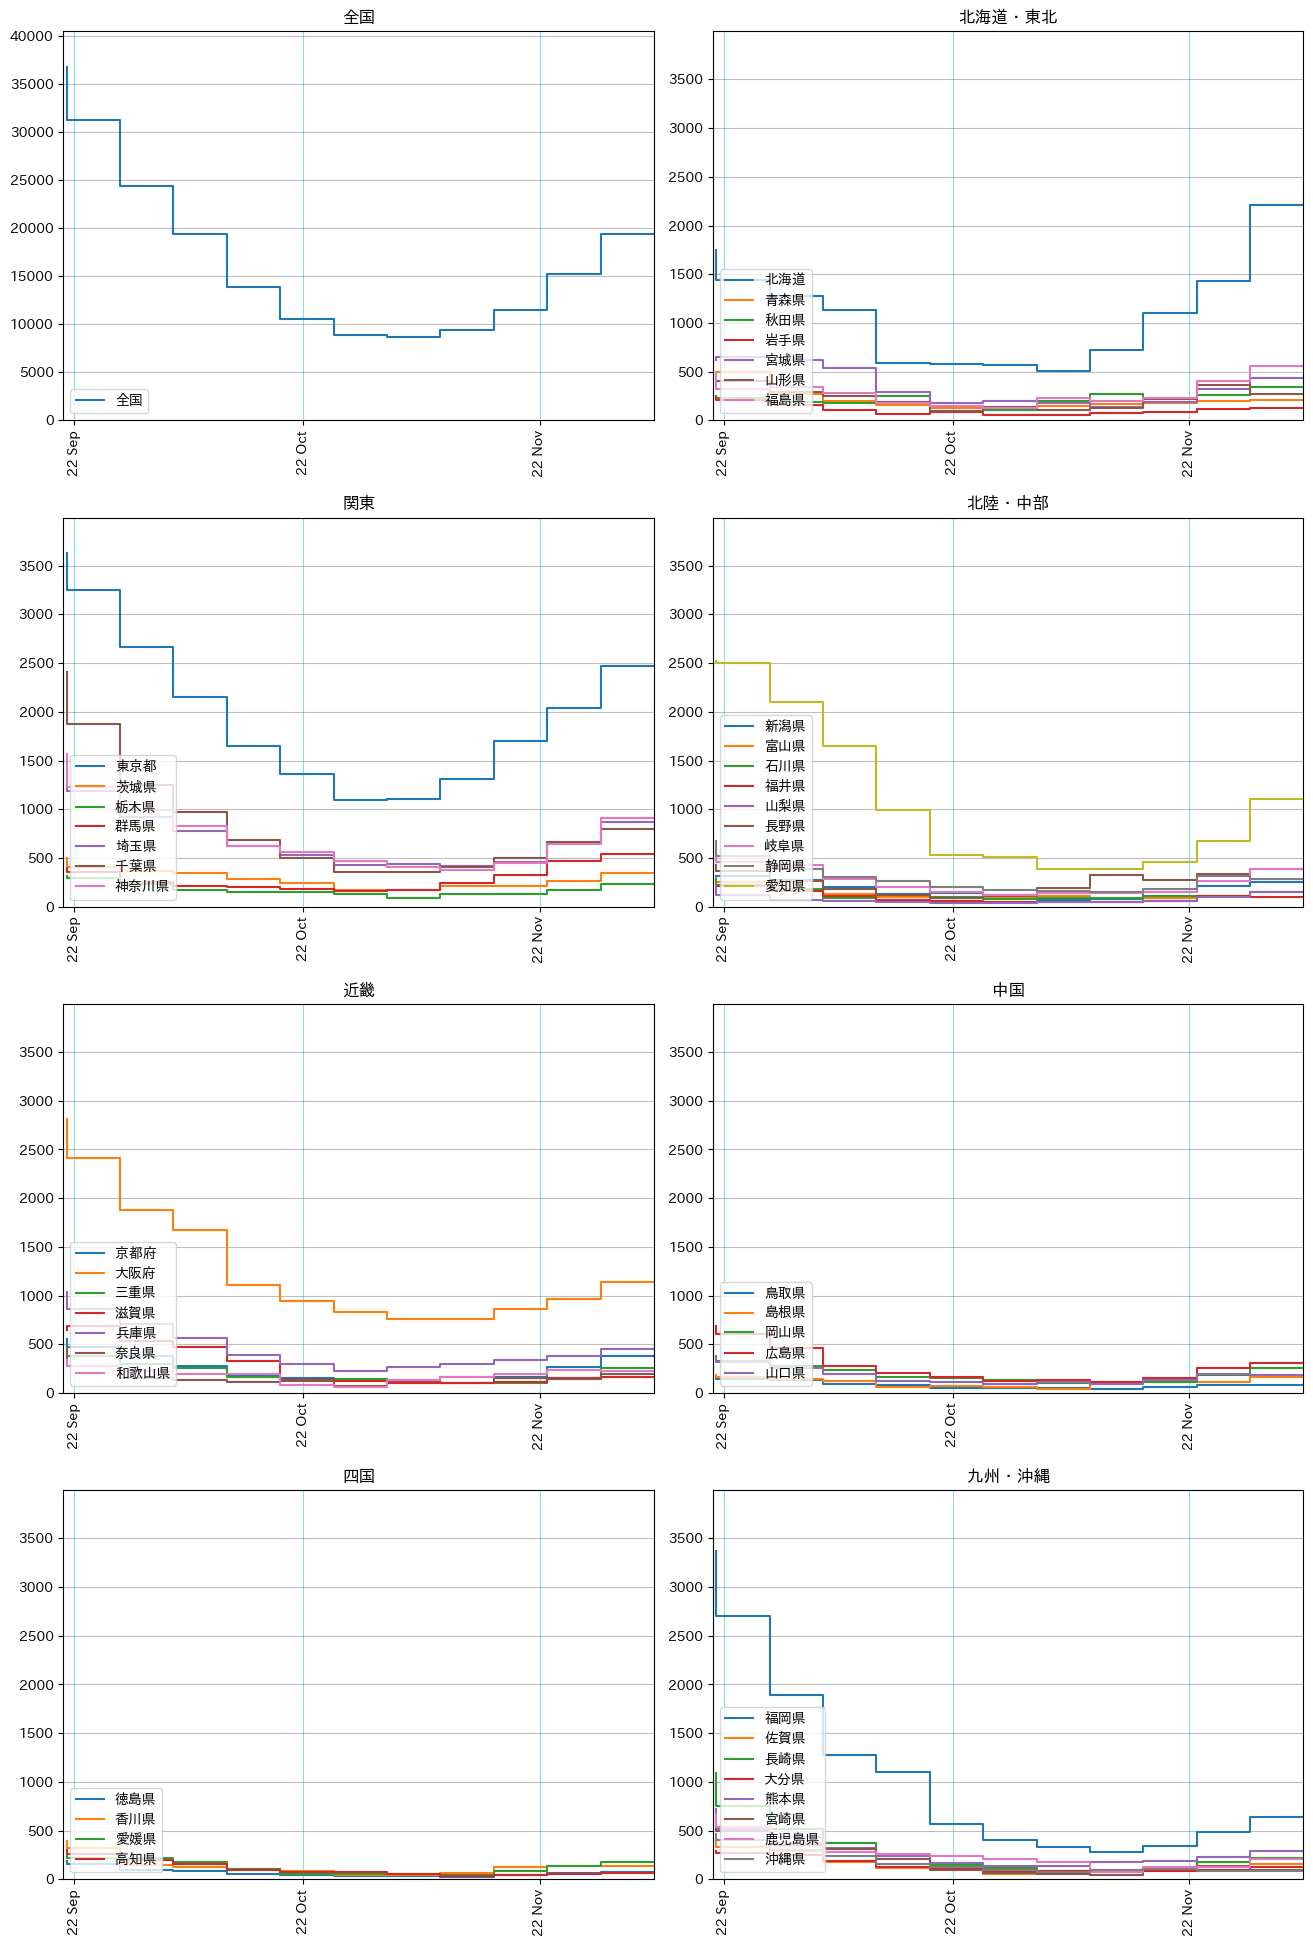 全国
40000
35000
30000
25000
20000
15000
10000
5000
0
全国
22 Sep
22 Oct
22 Nov
北海道・東北
3500
3000
2500
2000
1500
1000
500
0
北海道
青森県
秋田県
岩手県
宮城県
山形県
福島県
22 Sep
22 Oct
22 Nov
関東
3500
3000
2500
2000
1500
1000
500
0
東京都
茨城県
栃木県
群馬県
埼玉県
千葉県
神奈川県
22 Sep
22 Oct
22 Nov
北陸・中部
3500
3000
2500
2000
1500
1000
500
0
新潟県
富山県
石川県
福井県
山梨県
長野県
岐阜県
静岡県
愛知県
22 Sep
22 Oct
22 Nov
近畿
3500
3000
2500
2000
1500
1000
500
0
京都府
大阪府
三重県
滋賀県
兵庫県
奈良県
和歌山県
22 Sep
22 Oct
22 Nov
中国
3500
3000
2500
2000
1500
1000
500
0
鳥取県
島根県
岡山県
広島県
山口県
22 Sep
22 Oct
22 Nov
四国
3500
3000
2500
2000
1500
1000
500
0
徳島県
香川県
愛媛県
高知県
22 Sep
22 Oct
22 Nov
九州・沖縄
3500
3000
2500
2000
1500
1000
500
0
福岡県
佐賀県
長崎県
大分県
熊本県
宮崎県
鹿児島県
沖縄県
22 Sep
22 Oct
22 Nov